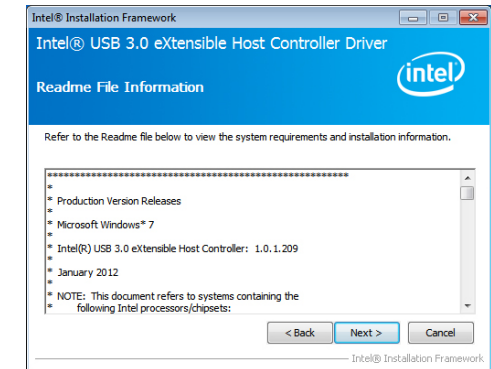 Intel® Installation Framework
Intel® USB 3.0 eXtensible Host Controller Driver
intel®
Readme File Information
Refer to the Readme file below to view the system requirements and installation information.
*******************************************************
*
* Production Version Releases
*
* Microsoft Windows* 7
*
* Intel(R) USB 3.0 eXtensible Host Controller: 1.0.1.209
*
* January 2012
*
* NOTE: This document refers to systems containing the
* following Intel processors/chipsets:
< Back Next > Cancel
Intel® Installation Framework